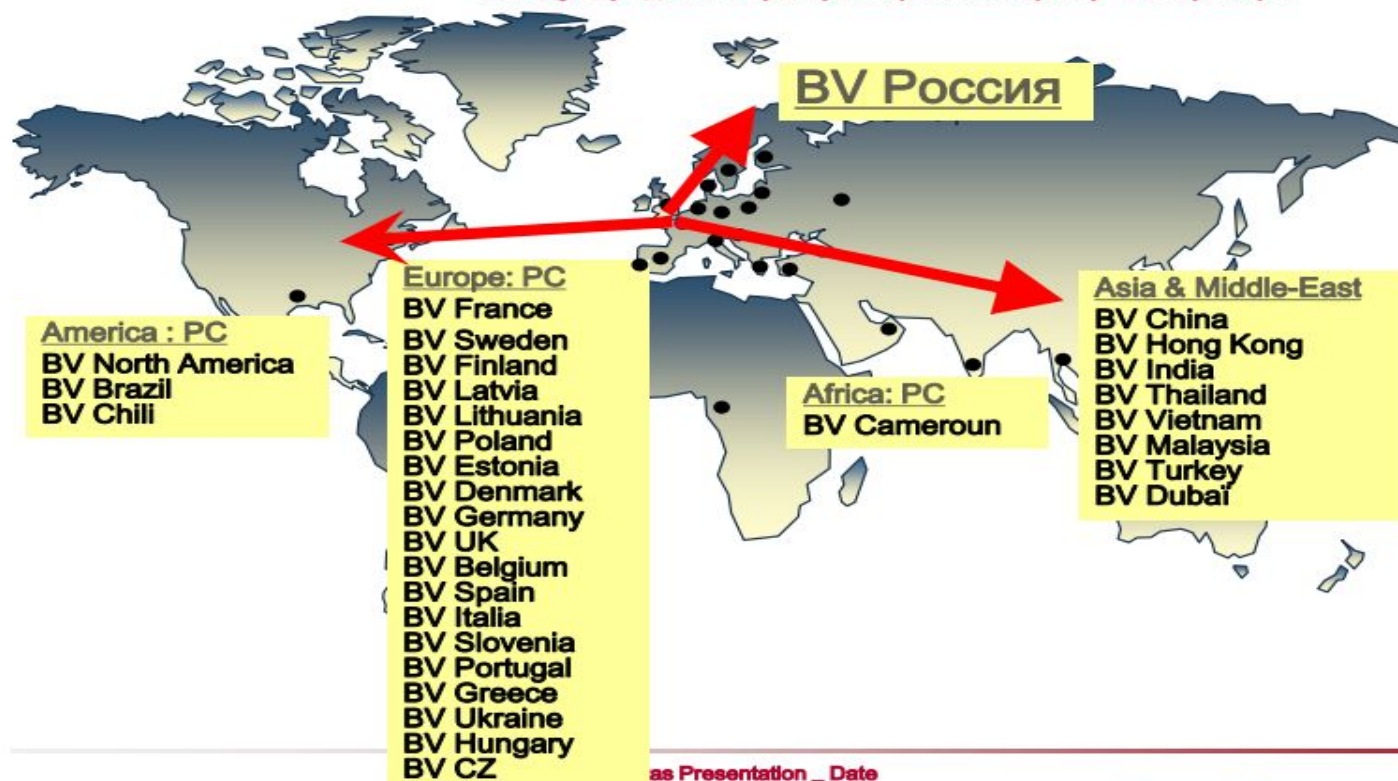 BV Россия
America : PC
BV North America
BV Brazil
BV Chili
Europe: PC
BV France
BV Sweden
BV Finland
BV Latvia
BV Lithuania
BV Poland
BV Estonia
BV Denmark
BV Germany
BV UK
BV Belgium
BV Spain
BV Italia
BV Slovenia
BV Portugal
BV Greece
BV Ukraine
BV Hungary
BV CZ
Africa: PC
BV Cameroun
Asia & Middle-East
BV China
BV Hong Kong
BV India
BV Thailand
BV Vietnam
BV Malaysia
BV Turkey
BV Dubaï
as Presentation _ Date